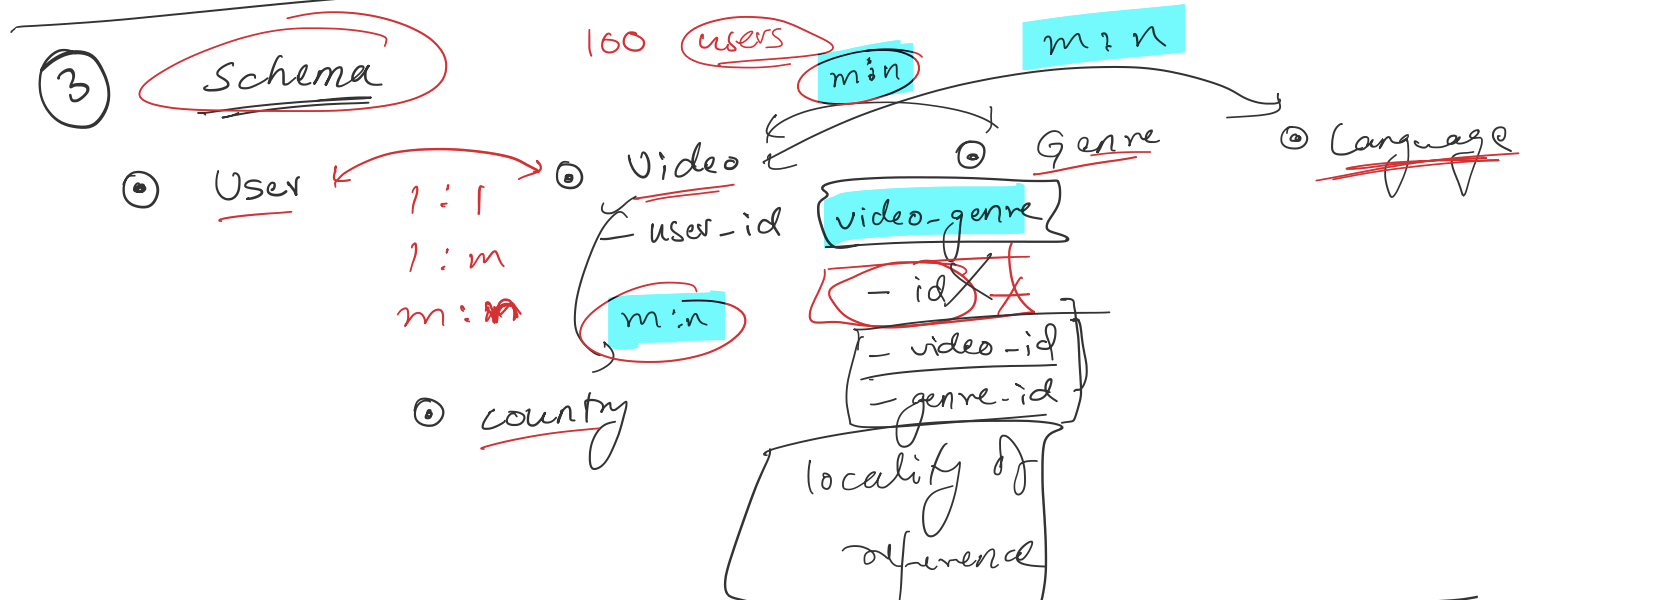 3 Schema
100 users
m:n
m:n
User
1:1
1:m
m:n
Video
- user_id
m:n
country
Genre
video_genre
- id
- video_id
- genre_id
locality of
reference
Language